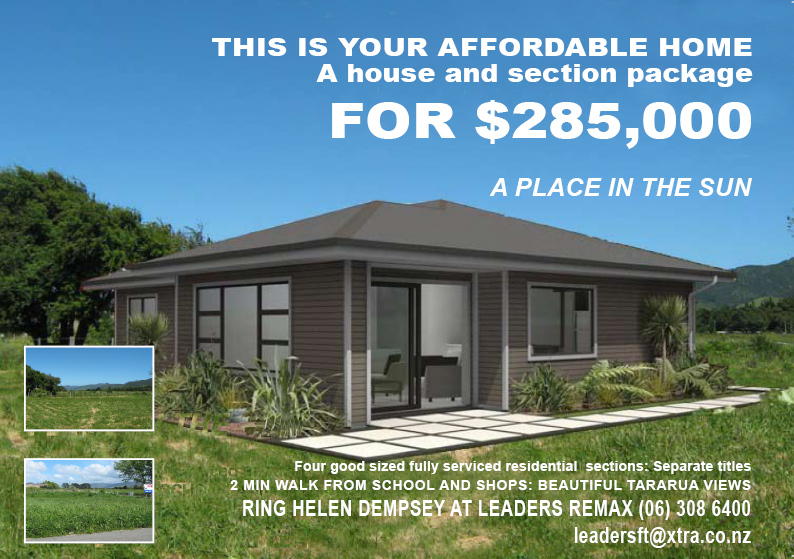 THIS IS YOUR AFFORDABLE HOME
A house and section package
FOR $285,000
A PLACE IN THE SUN
Four good sized fully serviced residential sections: Separate titles
2 MIN WALK FROM SCHOOL AND SHOPS: BEAUTIFUL TARARUA VIEWS
RING HELEN DEMPSEY AT LEADERS REMAX (06) 308 6400
leadersft@xtra.co.nz